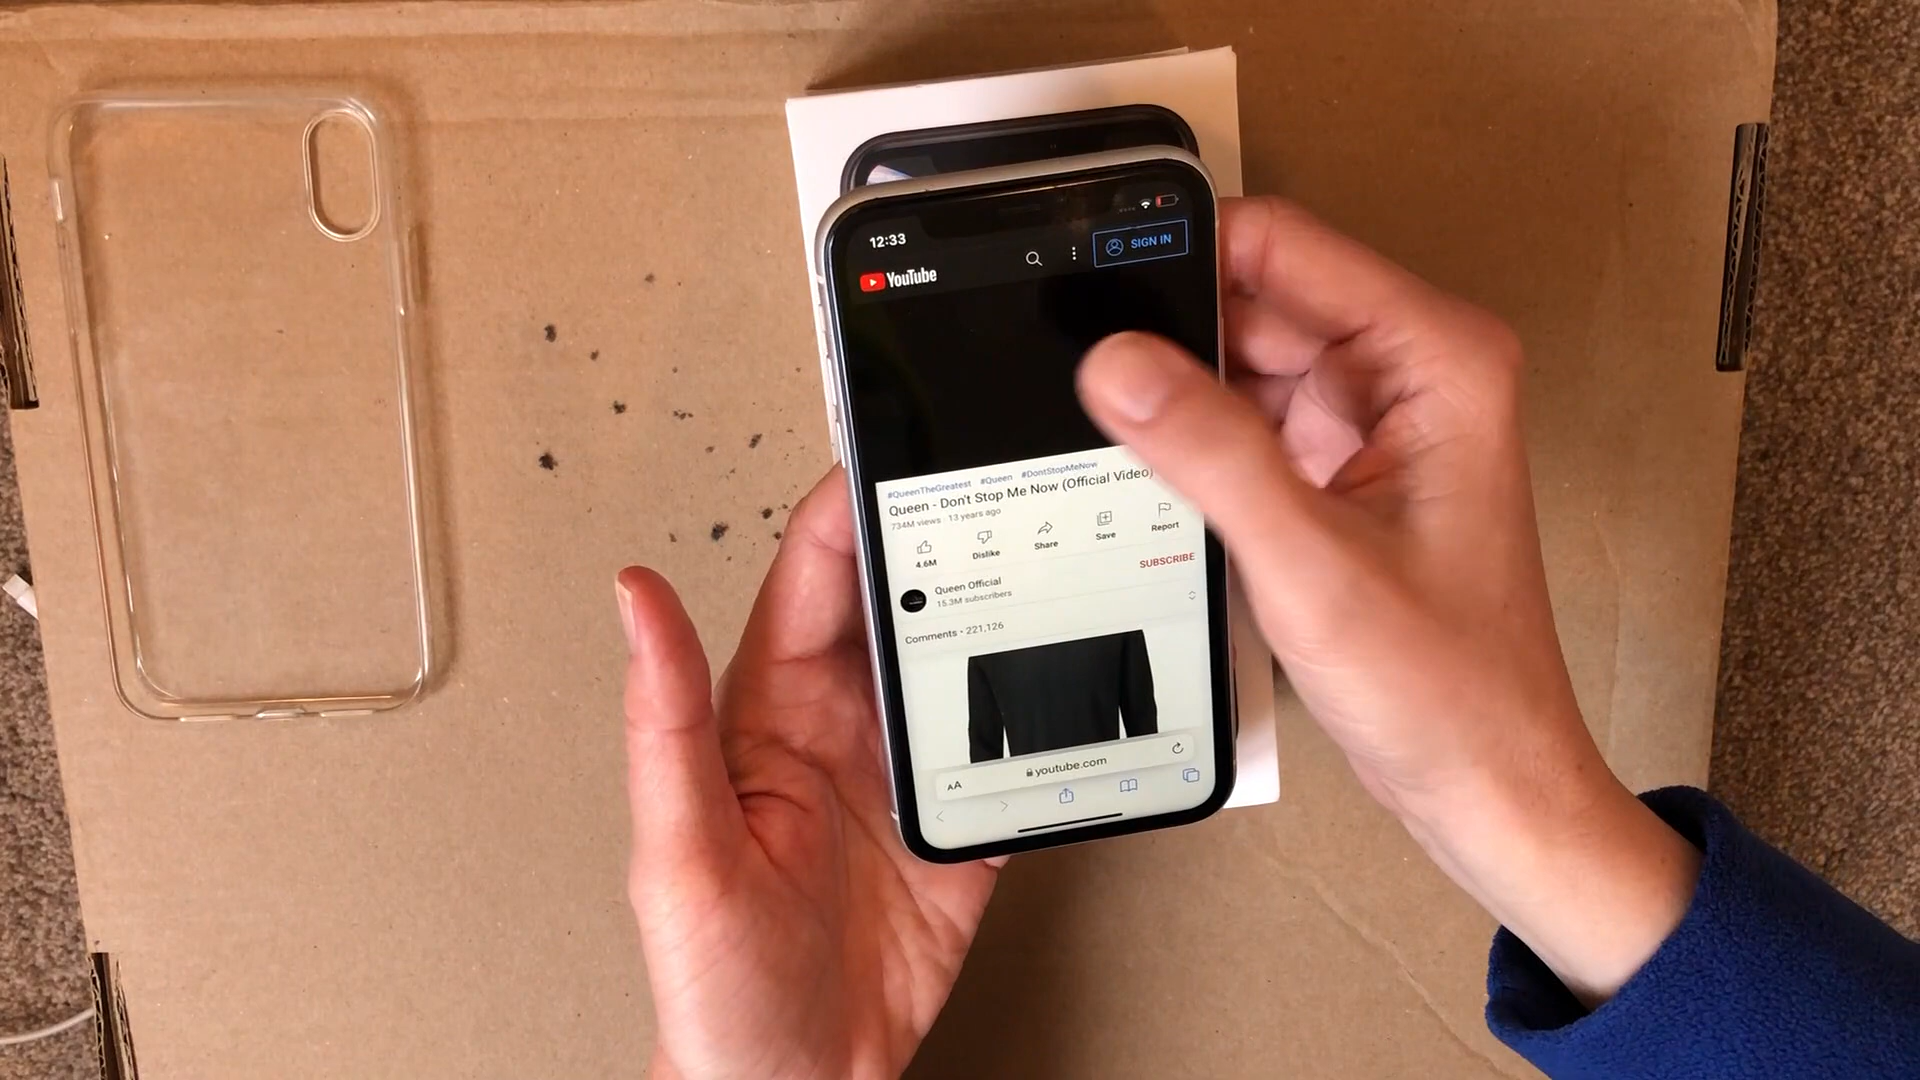 12:33
YouTube
SIGN IN
#QueenTheGreatest #Queen #DontStopMeNow
Queen - Don't Stop Me Now (Official Video)
734M views · 13 years ago
4.6M Dislike Share Save Report
Queen Official
15.3M subscribers
SUBSCRIBE
Comments • 221,126
AA youtube.com